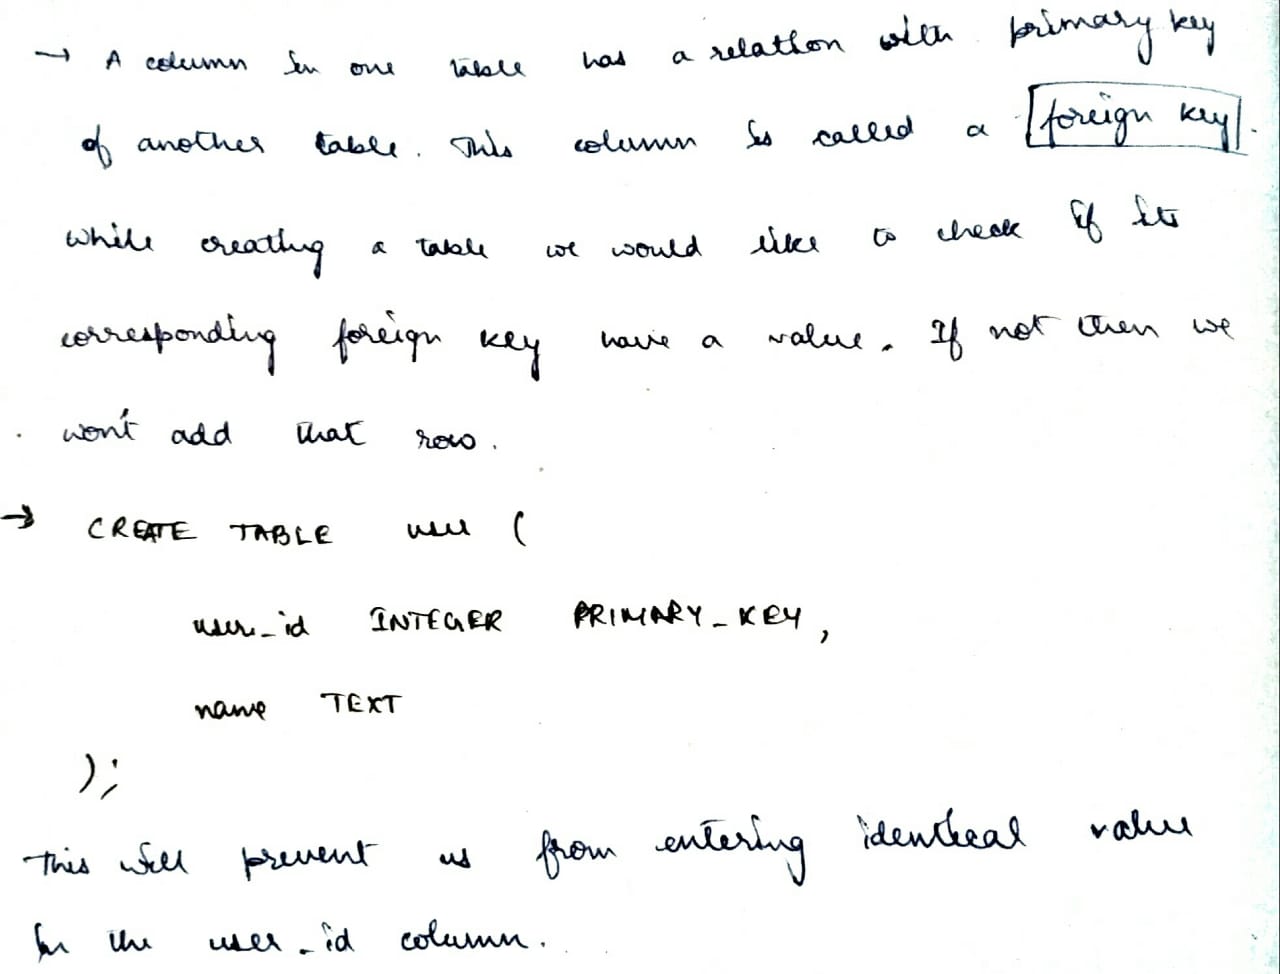 → A column in one table has a relation with primary key
of another table. This column is called a foreign key.
while creating a table we would like to check if its
corresponding foreign key have a value. If not then we
won't add that row.
→ CREATE TABLE user (
user_id INTEGER PRIMARY_KEY,
name TEXT
);
This will prevent us from entering identical value
in the user_id column.